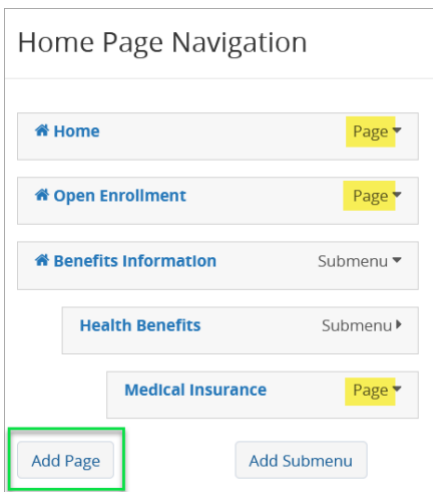 Home Page Navigation
Home Page
Open Enrollment Page
Benefits Information Submenu
Health Benefits Submenu
Medical Insurance Page
Add Page Add Submenu